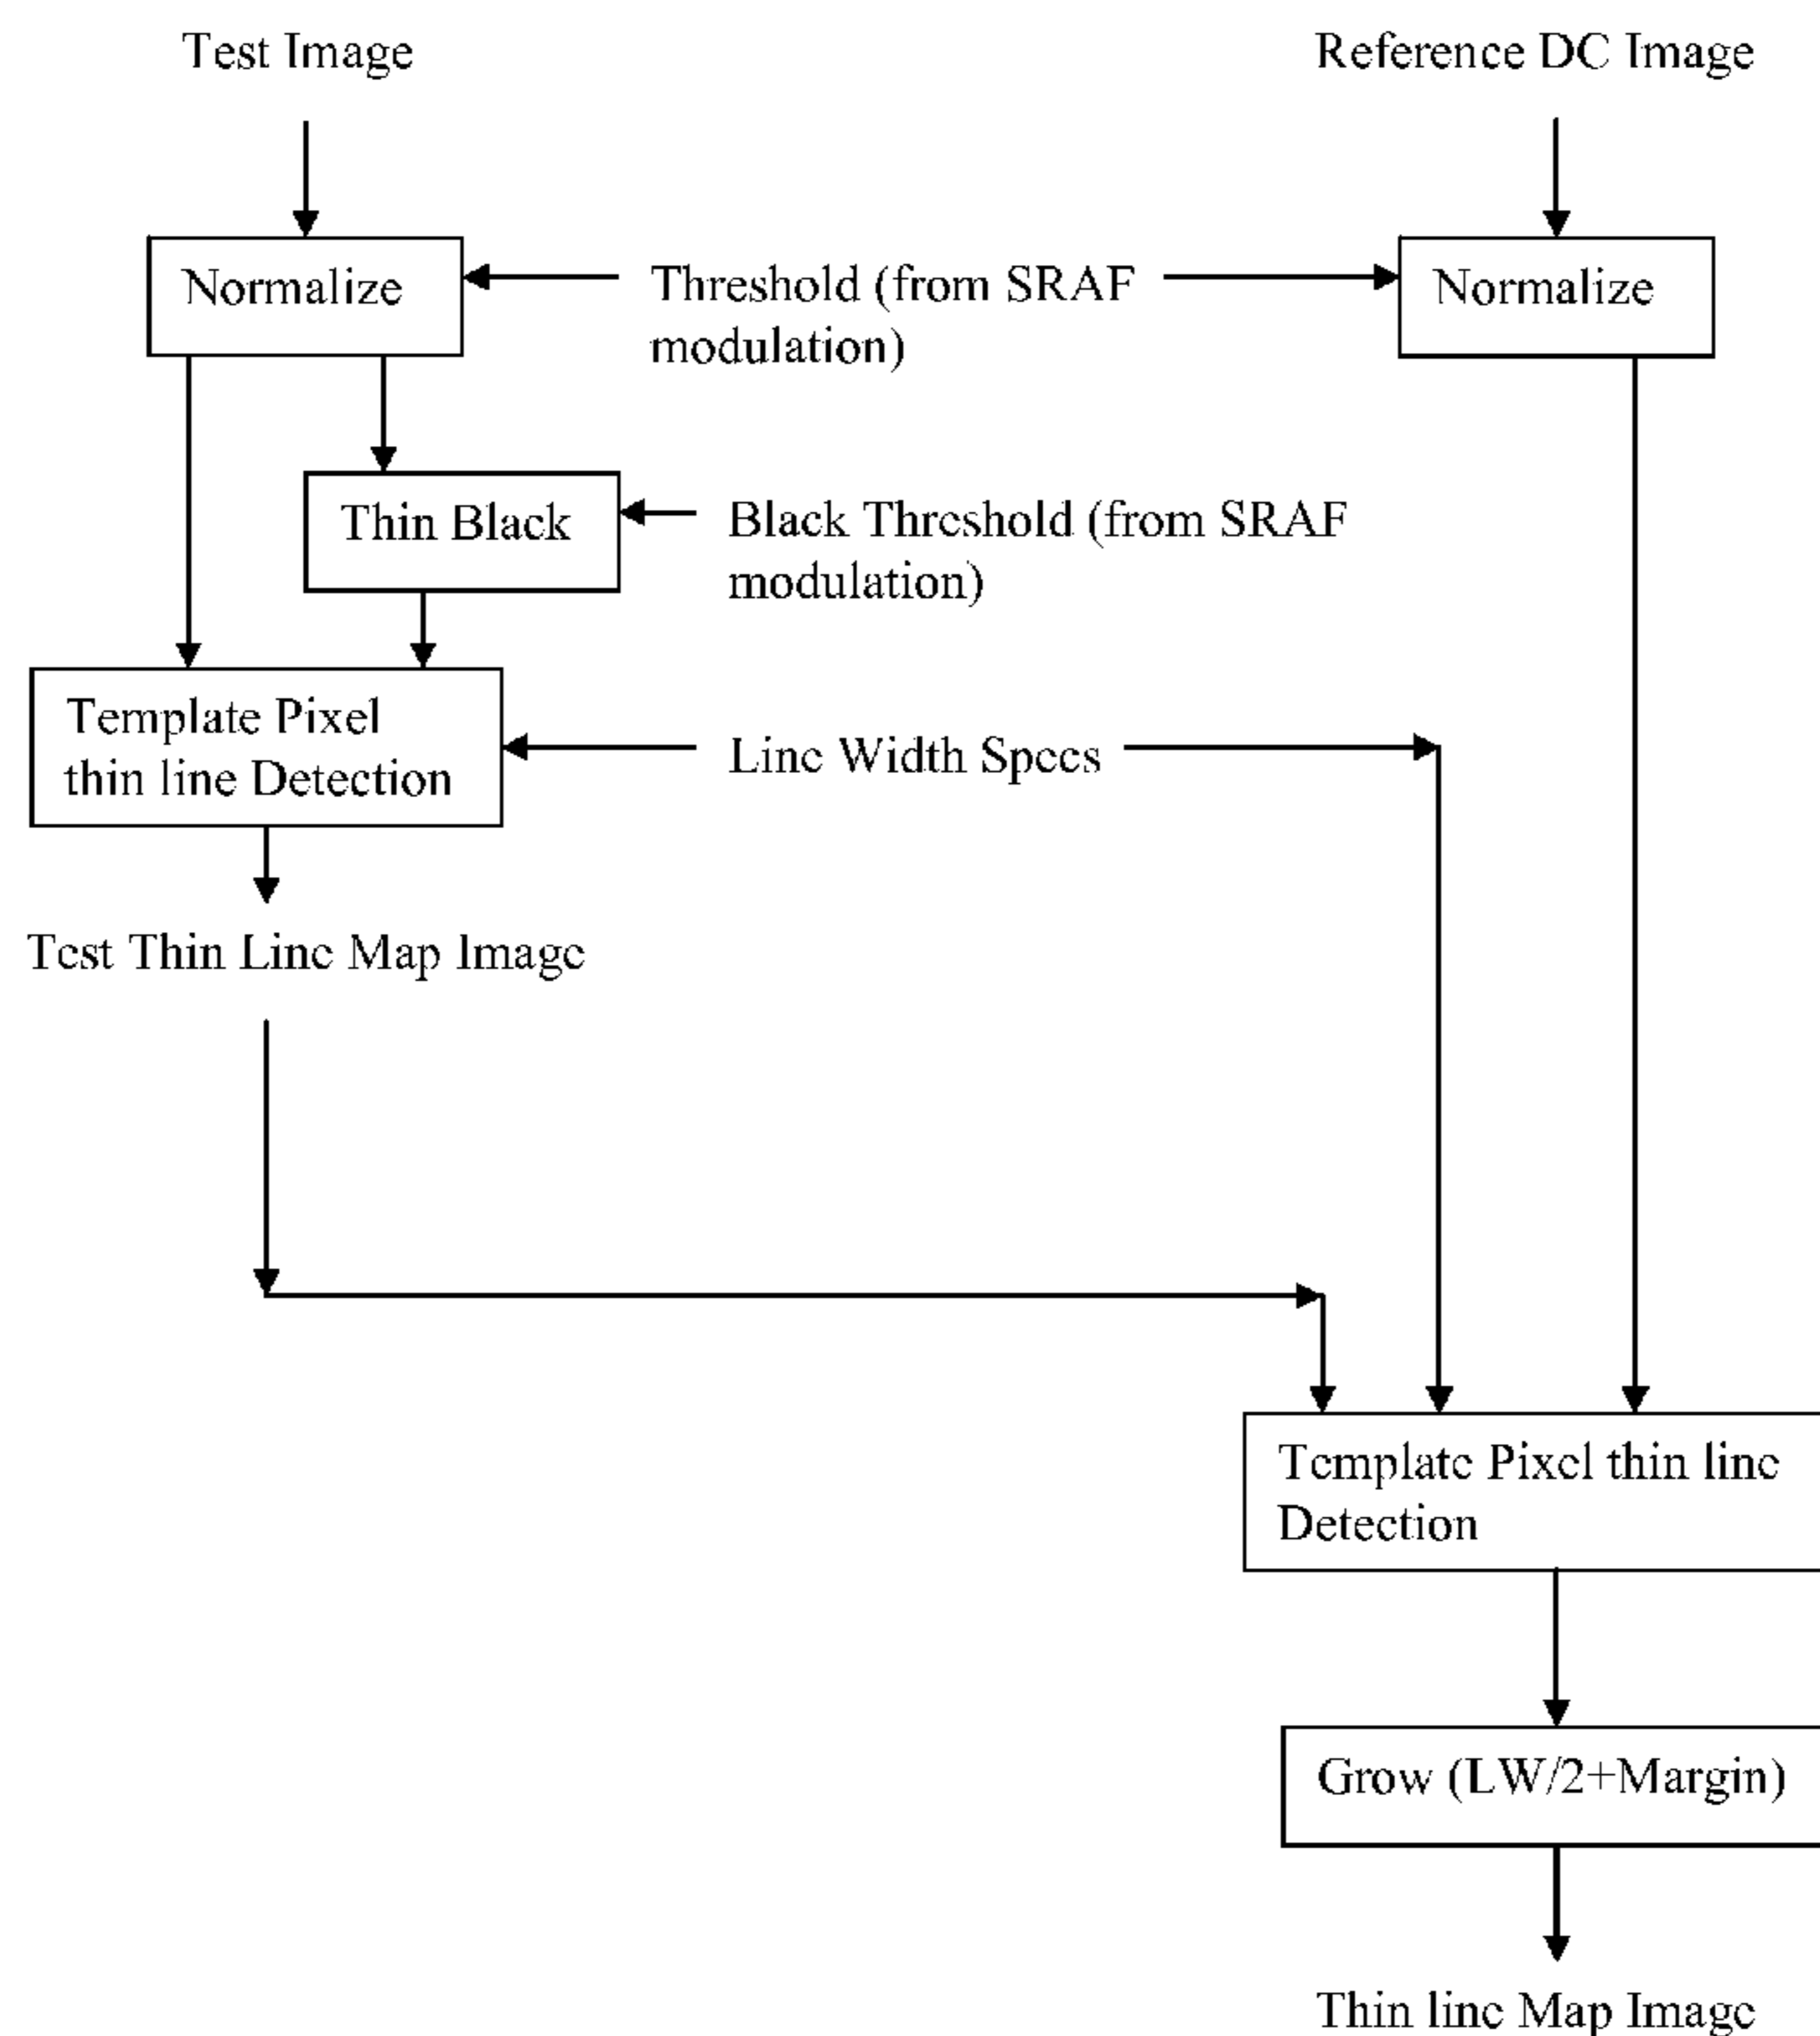 Test Image
Reference DC Image
Normalize
Threshold (from SRAF
modulation)
Normalize
Thin Black
Black Threshold (from SRAF
modulation)
Template Pixel
thin line Detection
Line Width Specs
Test Thin Line Map Image
Template Pixel thin line
Detection
Grow (LW/2+Margin)
Thin line Map Image